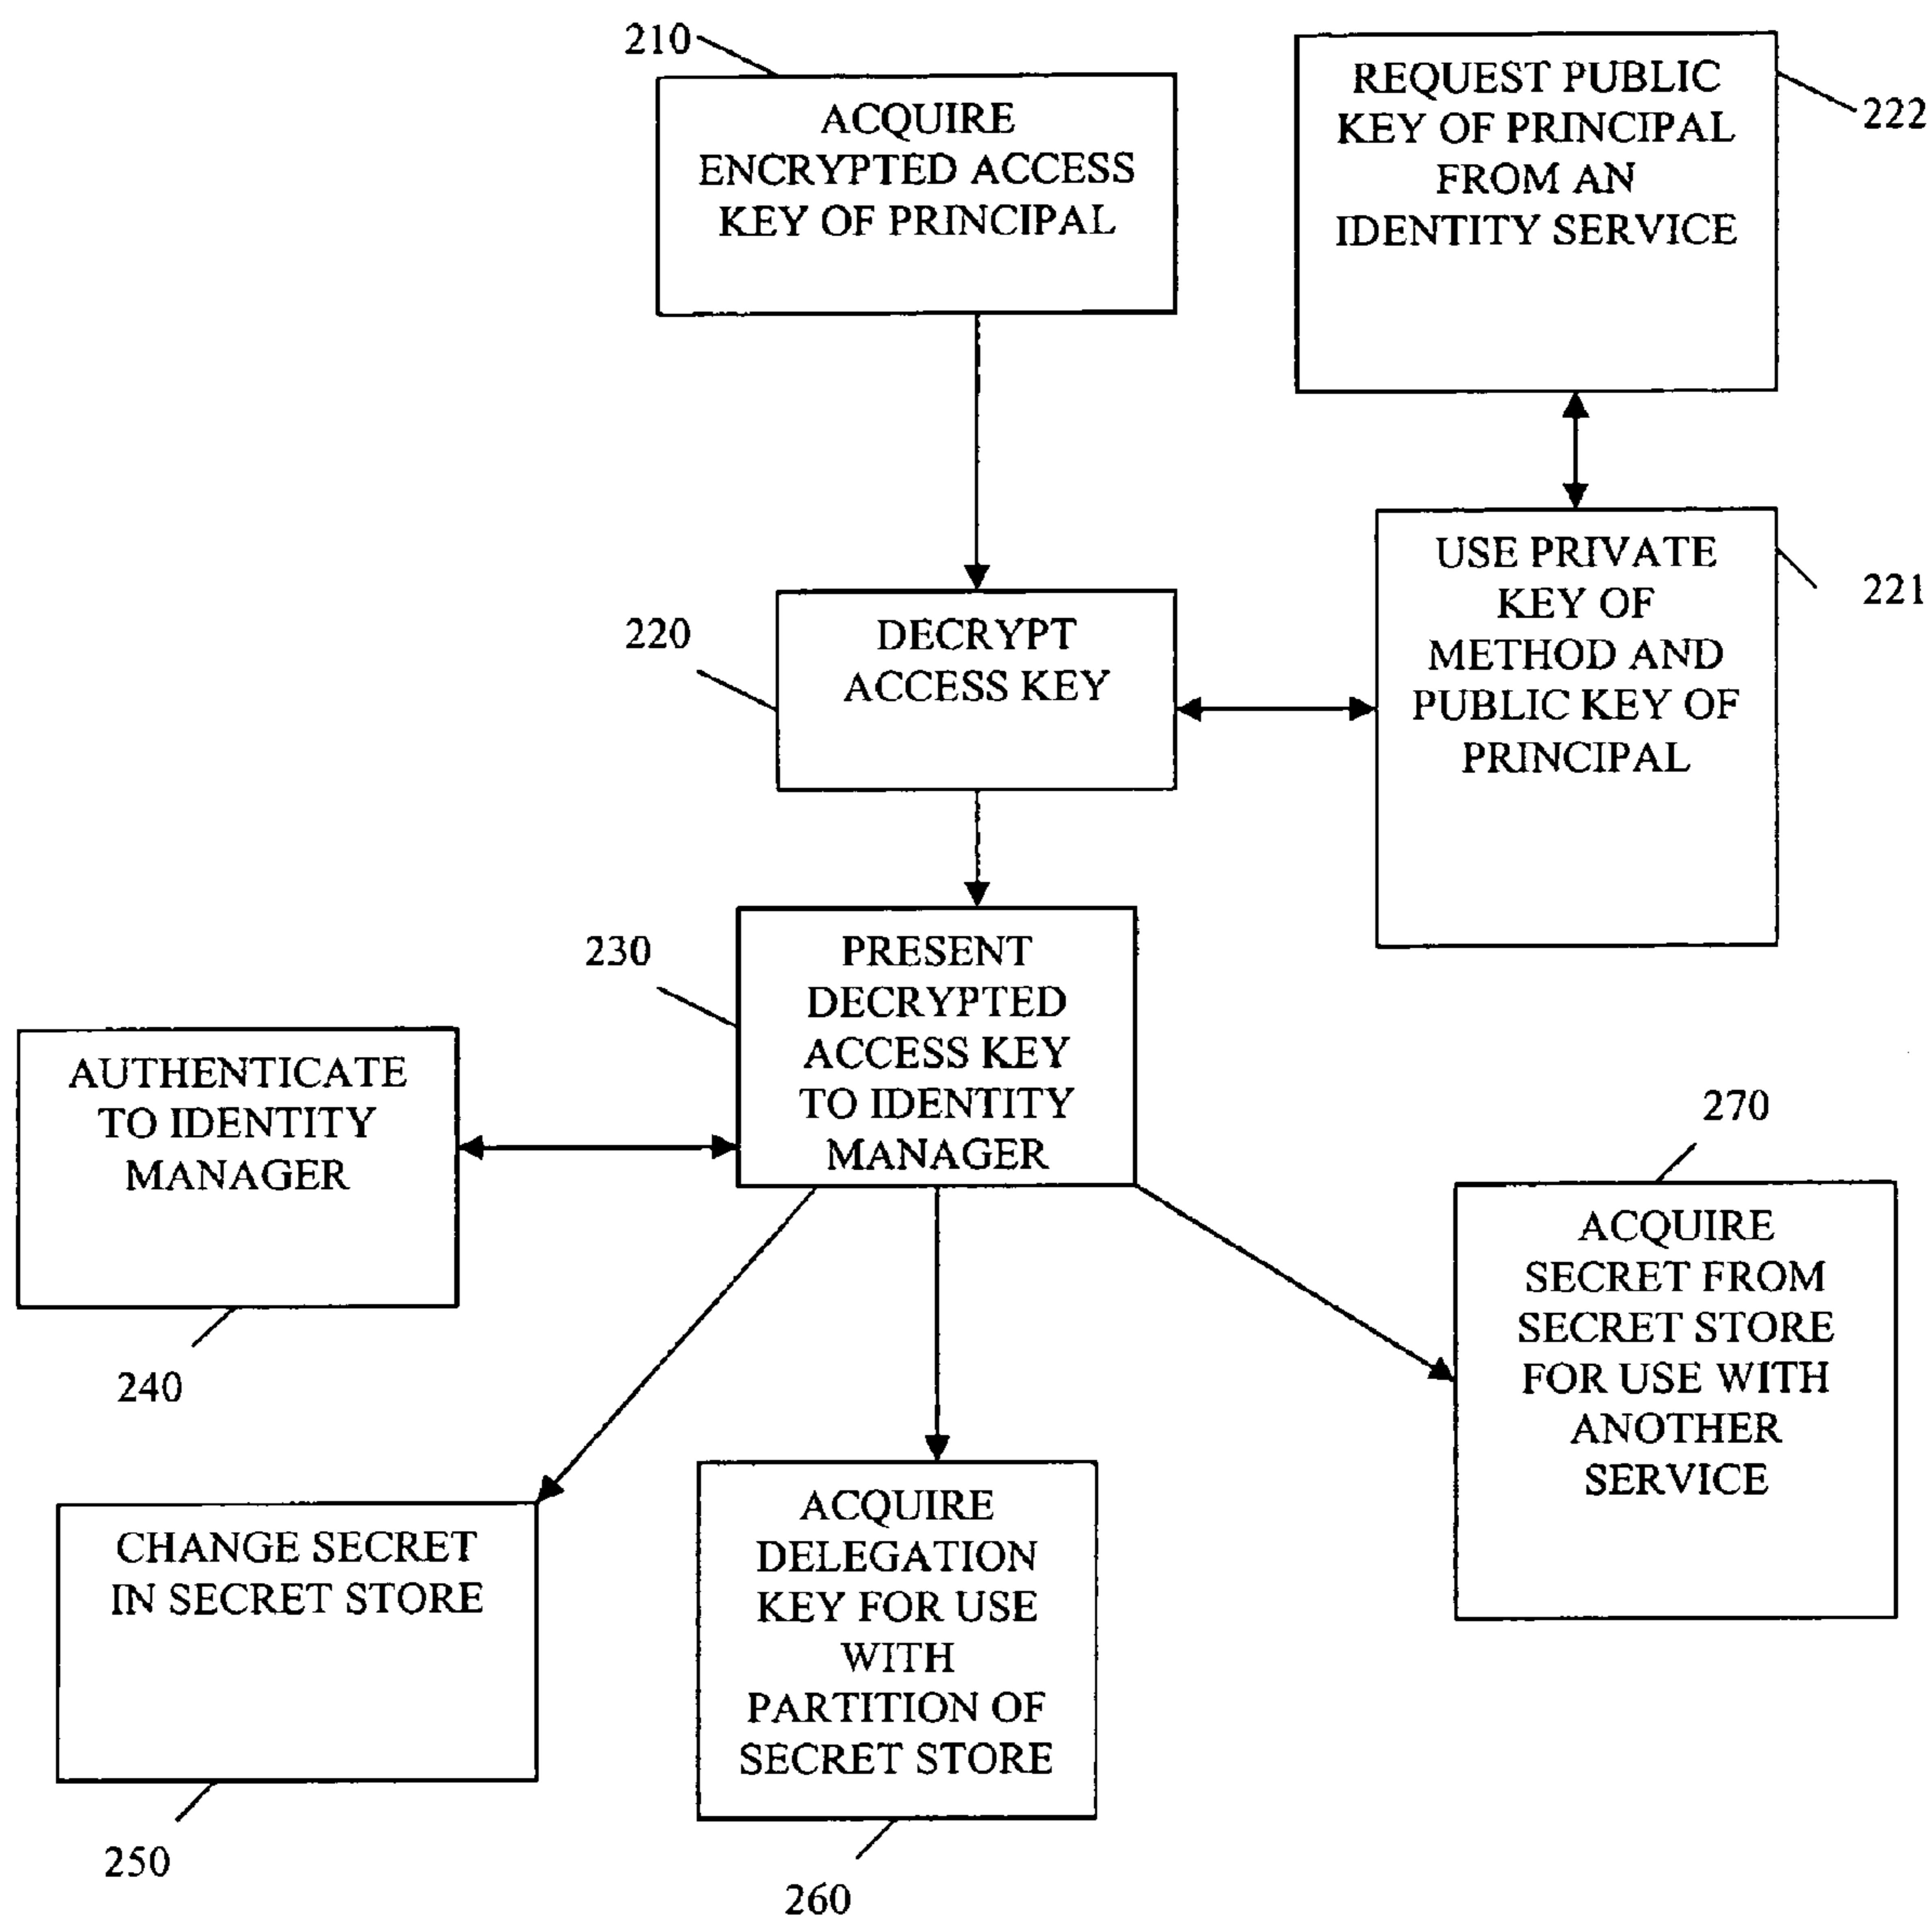 210
ACQUIRE
ENCRYPTED ACCESS
KEY OF PRINCIPAL
REQUEST PUBLIC
KEY OF PRINCIPAL
FROM AN
IDENTITY SERVICE
222
USE PRIVATE
KEY OF
METHOD AND
PUBLIC KEY OF
PRINCIPAL
221
220
DECRYPT
ACCESS KEY
230
PRESENT
DECRYPTED
ACCESS KEY
TO IDENTITY
MANAGER
AUTHENTICATE
TO IDENTITY
MANAGER
240
270
ACQUIRE
SECRET FROM
SECRET STORE
FOR USE WITH
ANOTHER
SERVICE
CHANGE SECRET
IN SECRET STORE
250
ACQUIRE
DELEGATION
KEY FOR USE
WITH
PARTITION OF
SECRET STORE
260